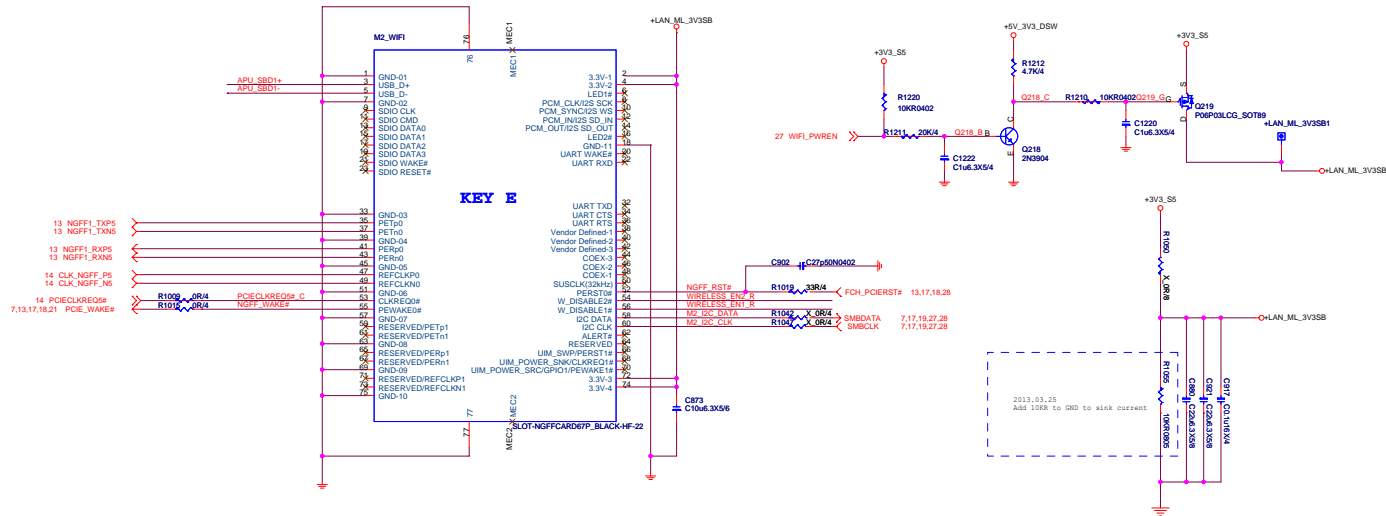 M2_WIFI
76
76
MEC1
MEC1
+LAN_ML_3V3SB
APU_SBD1+
APU_SBD1-
1 GND-01
3 USB_D+
5 USB_D-
7 GND-02
9 SDIO CLK
11 SDIO CMD
13 SDIO DATA0
15 SDIO DATA1
17 SDIO DATA2
19 SDIO DATA3
21 SDIO WAKE#
23 SDIO RESET#
3.3V-1 2
3.3V-2 4
LED1# 6
PCM_CLK/I2S SCK 8
PCM_SYNC/I2S WS 10
PCM_IN/I2S SD_IN 12
PCM_OUT/I2S SD_OUT 14
LED2# 16
GND-11 18
UART WAKE# 20
UART RXD 22
KEY E
33 GND-03
35 PETp0
37 PETn0
39 GND-04
41 PERp0
43 PERn0
45 GND-05
47 REFCLKP0
49 REFCLKN0
51 GND-06
53 CLKREQ0#
55 PEWAKE0#
57 GND-07
59 RESERVED/PETp1
61 RESERVED/PETn1
63 GND-08
65 RESERVED/PERp1
67 RESERVED/PERn1
69 GND-09
71 RESERVED/REFCLKP1
73 RESERVED/REFCLKN1
75 GND-10
UART TXD 32
UART CTS 34
UART RTS 36
Vendor Defined-1 38
Vendor Defined-2 40
Vendor Defined-3 42
COEX-3 44
COEX-2 46
COEX-1 48
SUSCLK(32kHz) 50
PERST0# 52
W_DISABLE2# 54
W_DISABLE1# 56
I2C DATA 58
I2C CLK 60
ALERT# 62
RESERVED 64
UIM_SWP/PERST1# 66
UIM_POWER_SNK/CLKREQ1# 68
UIM_POWER_SRC/GPIO1/PEWAKE1# 70
3.3V-3 72
3.3V-4 74
13 NGFF1_TXP5
13 NGFF1_TXN5
13 NGFF1_RXP5
13 NGFF1_RXN5
14 CLK_NGFF_P5
14 CLK_NGFF_N5
14 PCIECLKREQ5#
R1009 0R/4 PCIECLKREQ5#_C
7,13,17,18,21 PCIE_WAKE#
R1015 0R/4 NGFF_WAKE#
C902 C27p50N0402
NGFF_RST# R1019 33R/4 FCH_PCIERST# 13,17,18,28
WIRELESS_EN2_R
WIRELESS_EN1_R
M2_I2C_DATA R1042 X_0R/4 SMBDATA 7,17,19,27,28
M2_I2C_CLK X_0R/4 SMBCLK 7,17,19,27,28
C873
C10u6.3X5/6
77
77
MEC2
MEC2
SLOT-NGFFCARD67P_BLACK-HF-22
+3V3_S5
R1220
10KR0402
27 WIFI_PWREN
R1211 20K/4 Q218_B B
C1222
C1u6.3X5/4
+5V_3V3_DSW
R1212
4.7K/4
Q218_C
C
E
Q218
2N3904
R1210 10KR0402 Q219_G
C1220
C1u6.3X5/4
+3V3_S5
S
G
D
Q219
P06P03LCG_SOT89
+LAN_ML_3V3SB1
+LAN_ML_3V3SB
+3V3_S5
R1050
X_0R/8
+LAN_ML_3V3SB
2013.03.25
Add 10KR to GND to sink current
R1055
10KR0805
C880
C22u6.3X5/8
C921
C22u6.3X5/8
C917
C0.1u16X/4